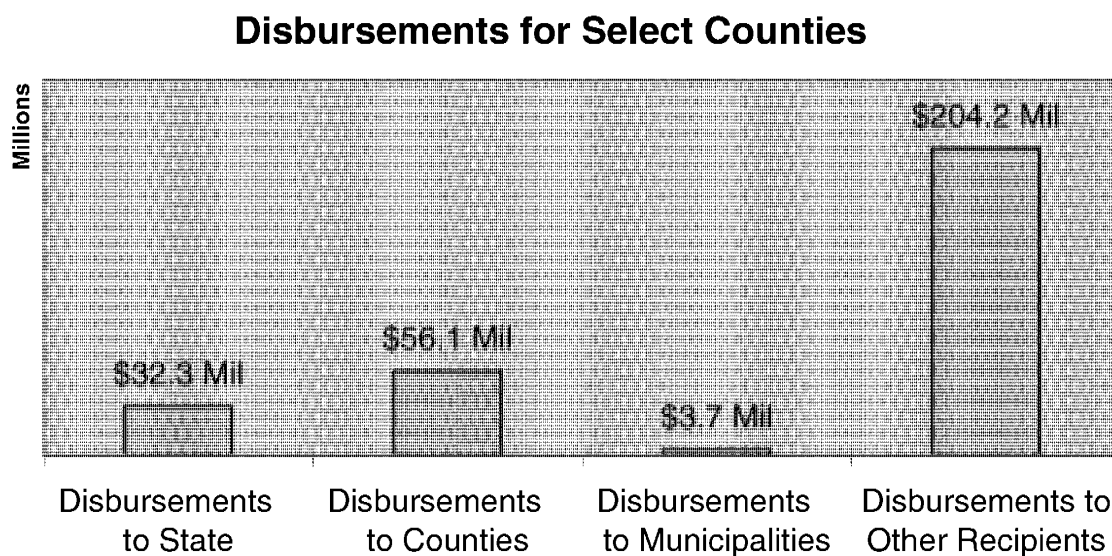 Disbursements for Select Counties
Millions
$204.2 Mil
$56.1 Mil
$32.3 Mil
$3.7 Mil
Disbursements
to State
Disbursements
to Counties
Disbursements
to Municipalities
Disbursements to
Other Recipients